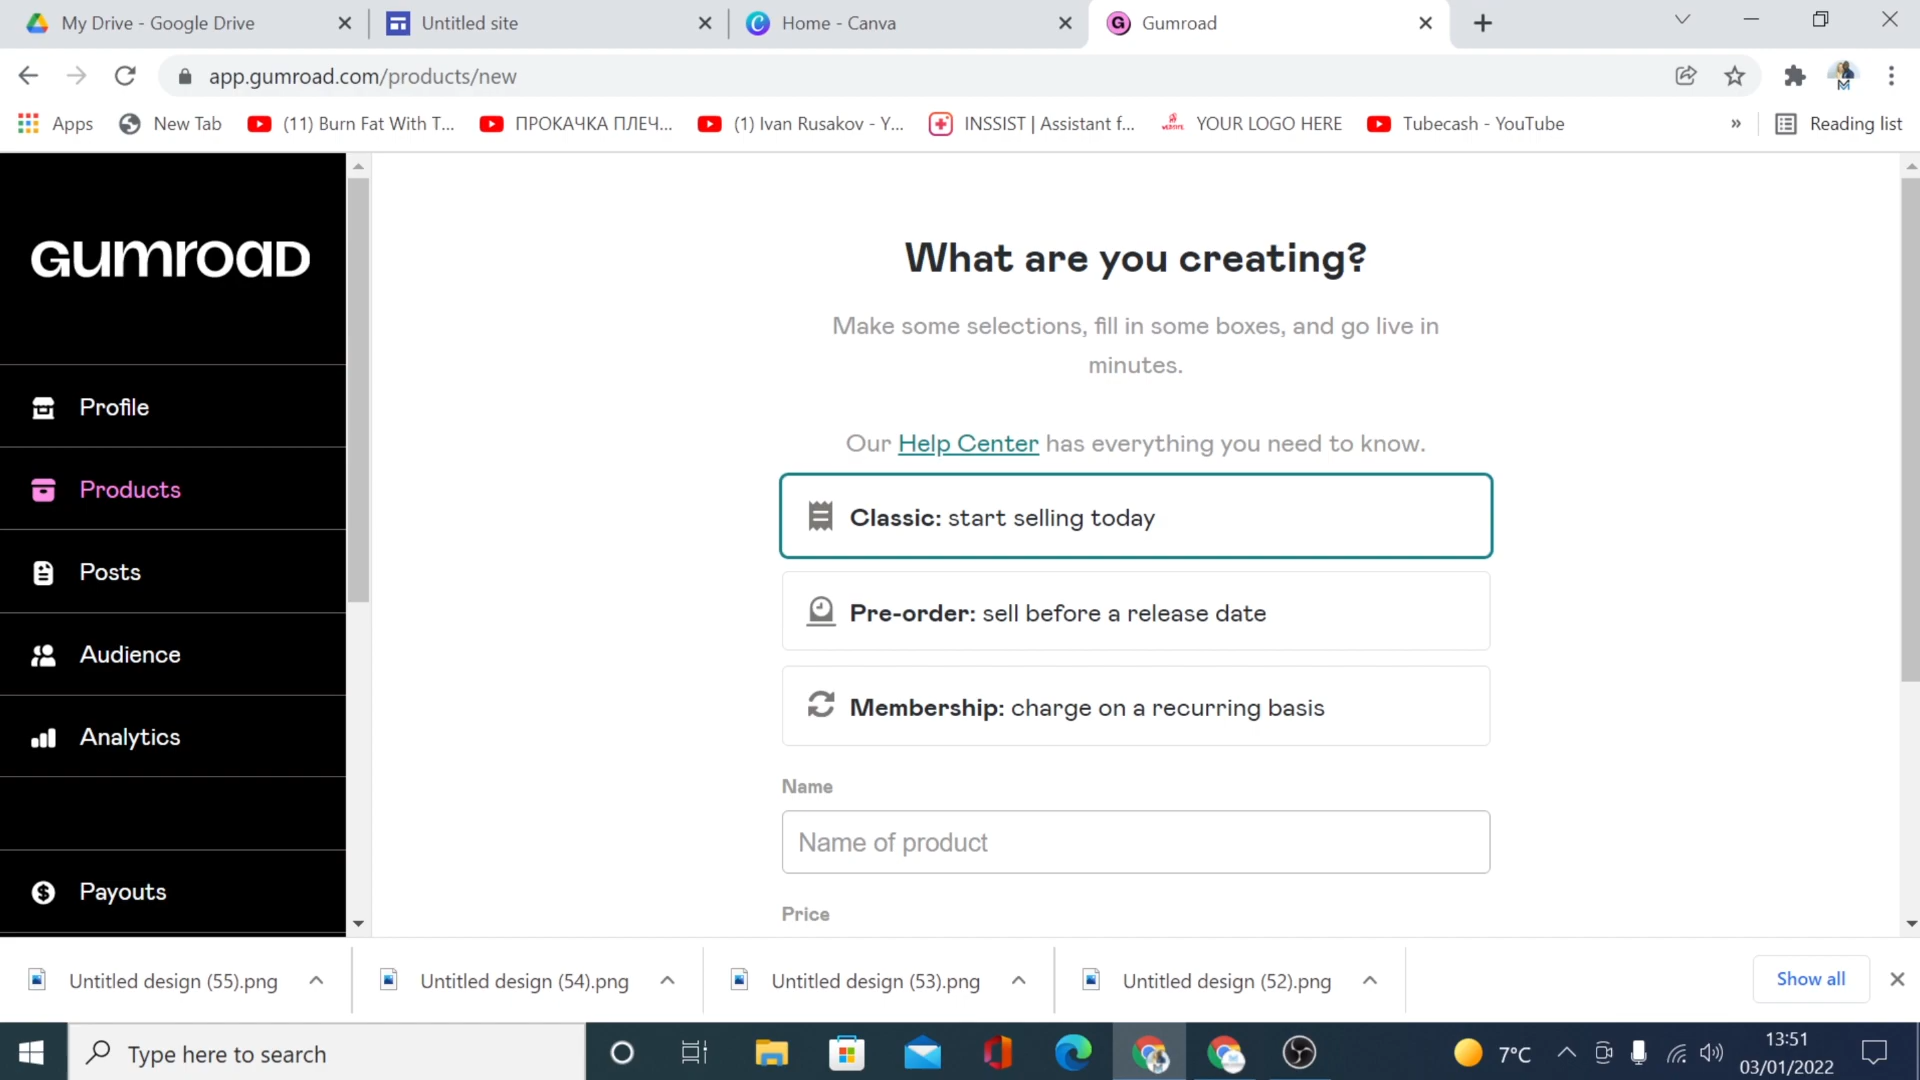 My Drive - Google Drive
Untitled site
Home - Canva
Gumroad
app.gumroad.com/products/new
Apps
New Tab
(11) Burn Fat With T...
ПРОКАЧКА ПЛЕЧ...
(1) Ivan Rusakov - Y...
INSSIST | Assistant f...
YOUR LOGO HERE
Tubecash - YouTube
»
Reading list
GUMROAD
Profile
Products
Posts
Audience
Analytics
Payouts
What are you creating?
Make some selections, fill in some boxes, and go live in
minutes.
Our Help Center has everything you need to know.
Classic: start selling today
Pre-order: sell before a release date
Membership: charge on a recurring basis
Name
Name of product
Price
Untitled design (55).png
Untitled design (54).png
Untitled design (53).png
Untitled design (52).png
Show all
Type here to search
7°C
13:51
03/01/2022